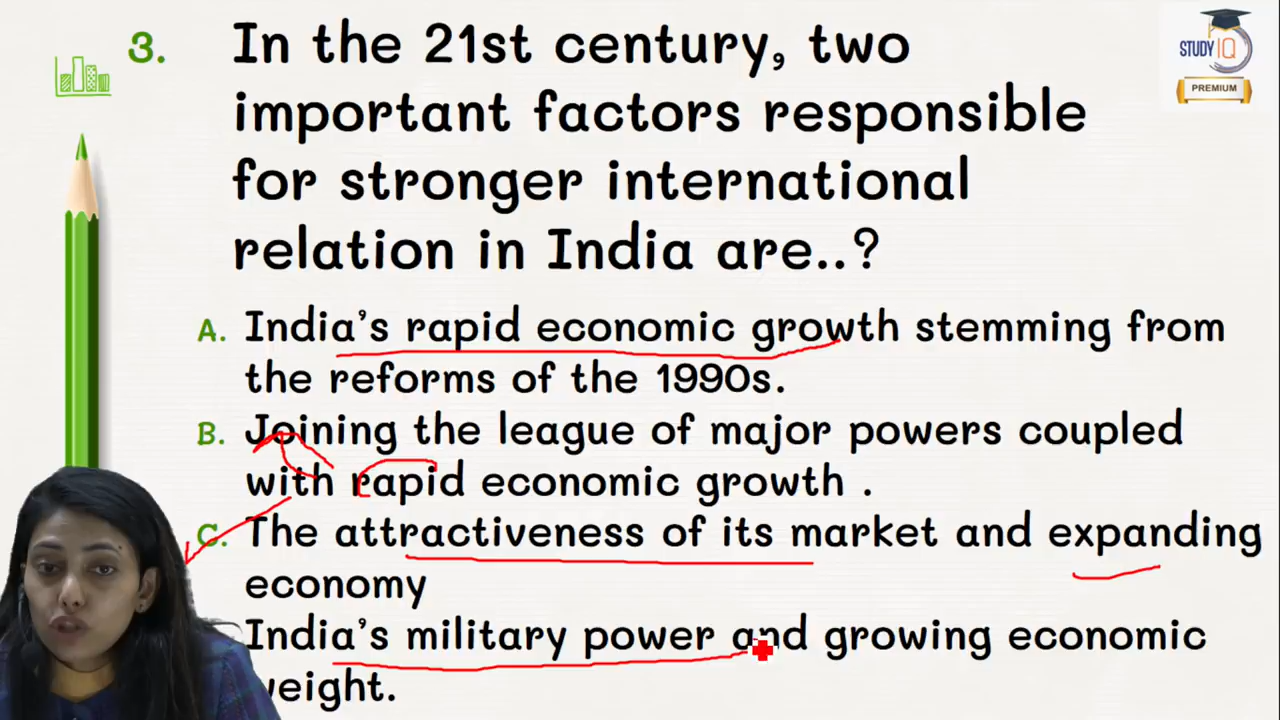 3. In the 21st century, two
important factors responsible
for stronger international
relation in India are..?
A. India's rapid economic growth stemming from
the reforms of the 1990s.
B. Joining the league of major powers coupled
with rapid economic growth .
C. The attractiveness of its market and expanding
economy
India's military power and growing economic
weight.
STUDY IQ
PREMIUM